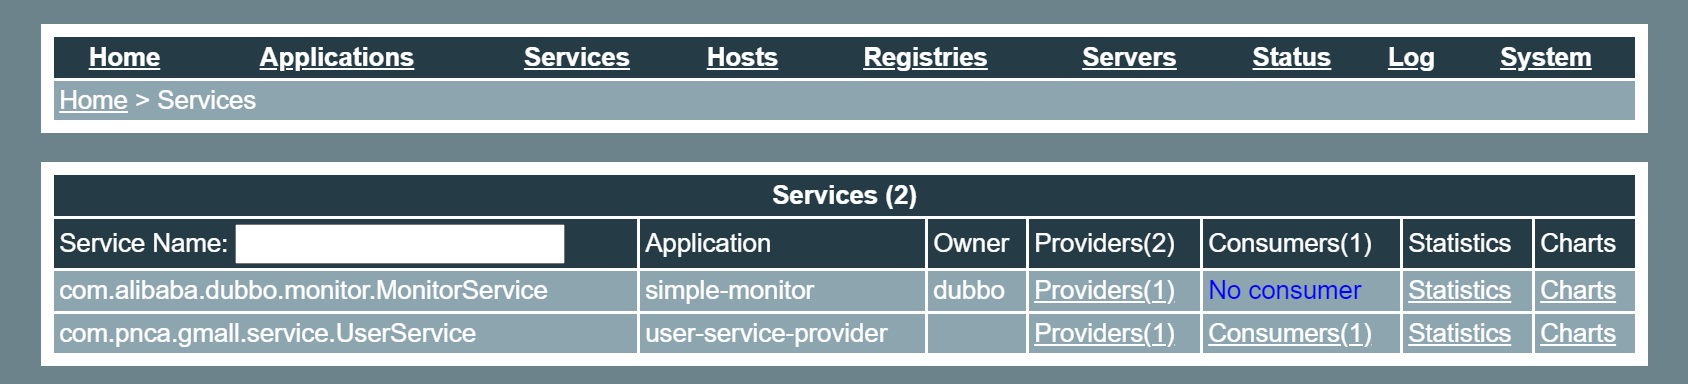 Home Applications Services Hosts Registries Servers Status Log System
Home > Services
Services (2)
Service Name: Application Owner Providers(2) Consumers(1) Statistics Charts
com.alibaba.dubbo.monitor.MonitorService simple-monitor dubbo Providers(1) No consumer Statistics Charts
com.pnca.gmall.service.UserService user-service-provider Providers(1) Consumers(1) Statistics Charts